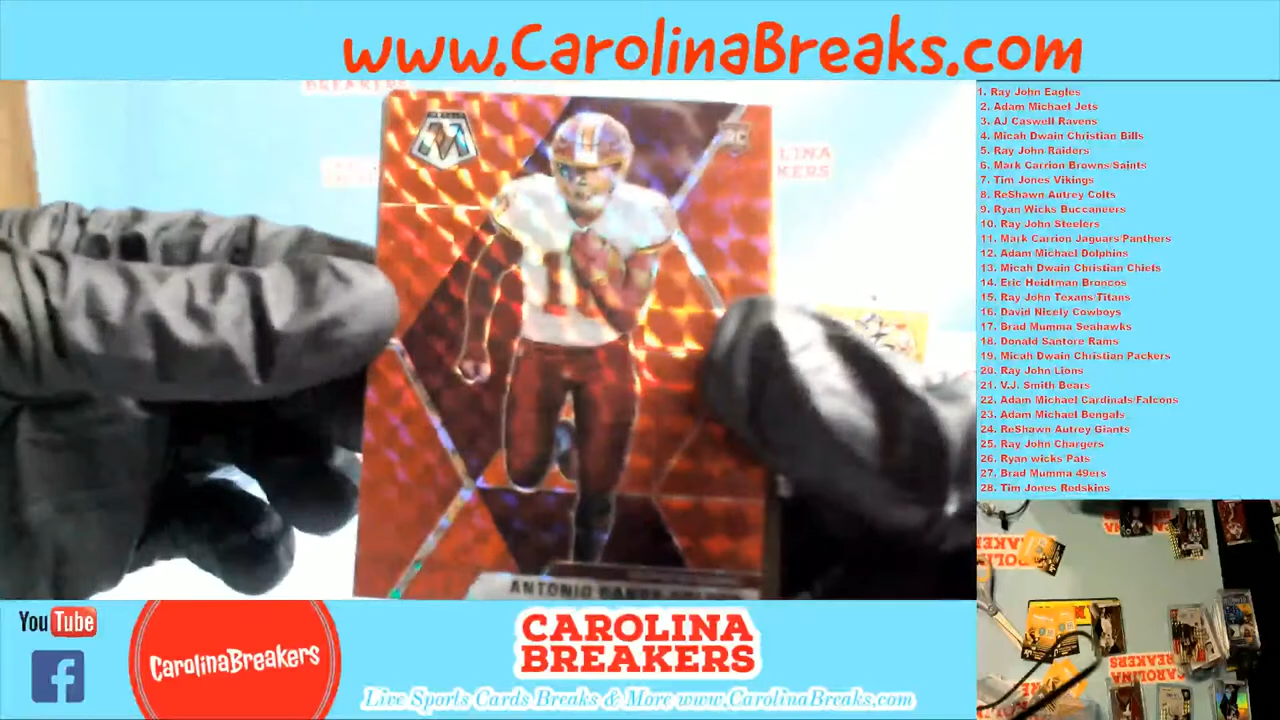 www.CarolinaBreaks.com
1. Ray John Eagles
2. Adam Michael Jets
3. AJ Caswell Ravens
4. Micah Dwain Christian Bills
5. Ray John Raiders
6. Mark Carrion Browns/Saints
7. Tim Jones Vikings
8. ReShawn Autrey Colts
9. Ryan Wicks Buccaneers
10. Ray John Steelers
11. Mark Carrion Jaguars/Panthers
12. Adam Michael Dolphins
13. Micah Dwain Christian Chiefs
14. Eric Heidtman Broncos
15. Ray John Texans/Titans
16. David Nicely Cowboys
17. Brad Mumma Seahawks
18. Donald Santore Rams
19. Micah Dwain Christian Packers
20. Ray John Lions
21. V.J. Smith Bears
22. Adam Michael Cardinals/Falcons
23. Adam Michael Bengals
24. ReShawn Autrey Giants
25. Ray John Chargers
26. Ryan wicks Pats
27. Brad Mumma 49ers
28. Tim Jones Redskins
RC
ANTONIO
YouTube
CarolinaBreakers
CAROLINA
BREAKERS
Live Sports Cards Breaks & More www.CarolinaBreaks.com